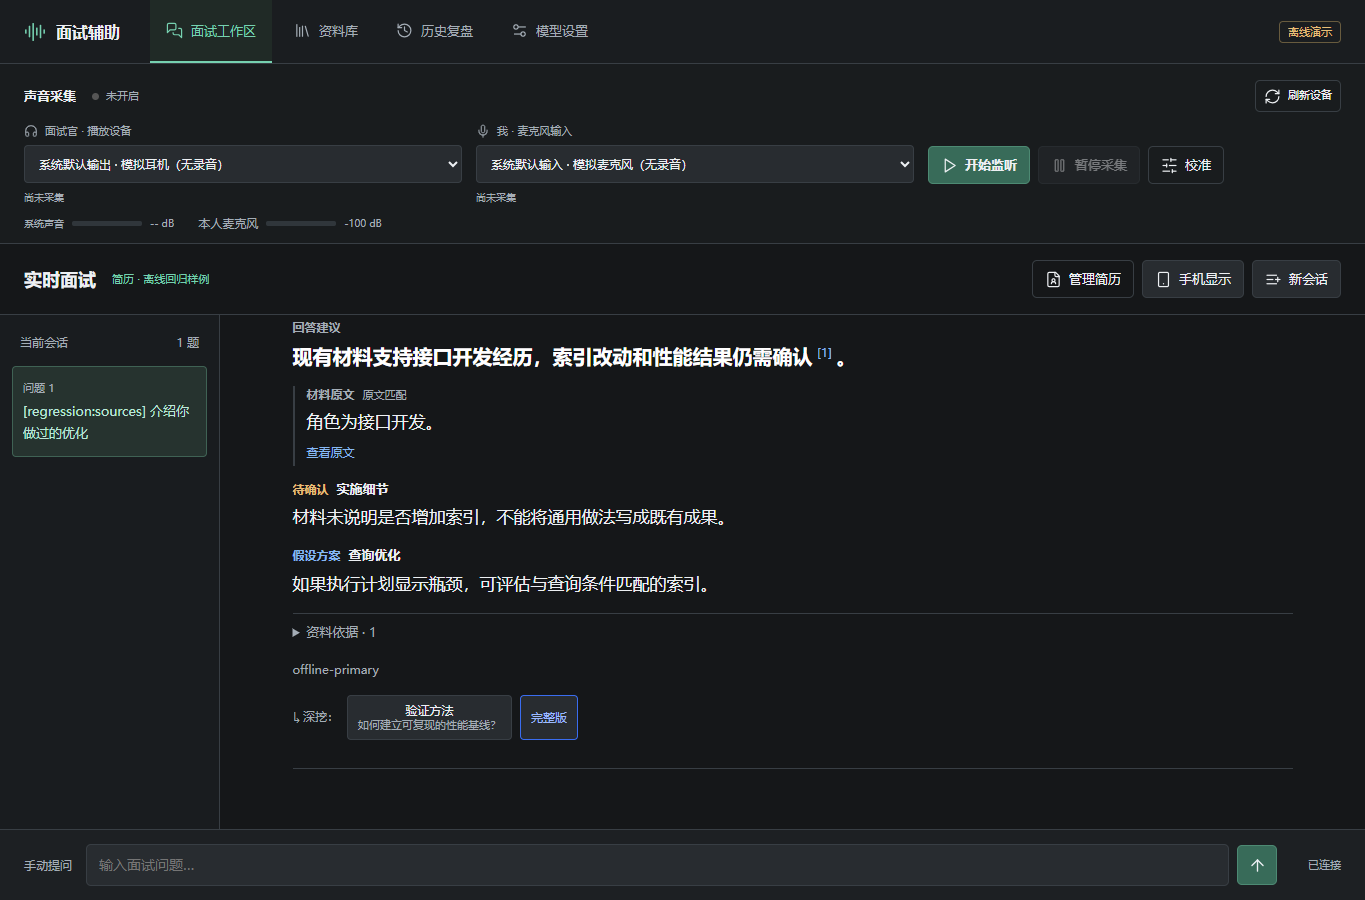 面试辅助
面试工作区
资料库
历史复盘
模型设置
离线演示
声音采集
未开启
刷新设备
面试官 · 播放设备
我 · 麦克风输入
系统默认输出 · 模拟耳机（无录音）
系统默认输入 · 模拟麦克风（无录音）
开始监听
暂停采集
校准
尚未采集
尚未采集
系统声音
-- dB
本人麦克风
-100 dB
实时面试
简历 · 离线回归样例
管理简历
手机显示
新会话
当前会话
1 题
问题 1
[regression:sources] 介绍你
做过的优化
回答建议
现有材料支持接口开发经历，索引改动和性能结果仍需确认 [1] 。
材料原文 原文匹配
角色为接口开发。
查看原文
待确认 实施细节
材料未说明是否增加索引，不能将通用做法写成既有成果。
假设方案 查询优化
如果执行计划显示瓶颈，可评估与查询条件匹配的索引。
▶ 资料依据 · 1
offline-primary
↳ 深挖：
验证方法
如何建立可复现的性能基线？
完整版
手动提问
输入面试问题...
已连接